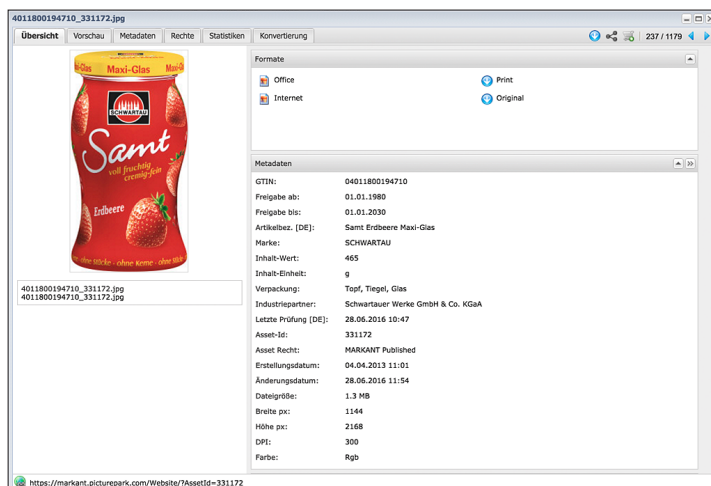 4011800194710_331172.jpg
Übersicht Vorschau Metadaten Rechte Statistiken Konvertierung 237 / 1179
Maxi-Glas Maxi-Glas
SCHWARTAU
Samt
voll fruchtig
cremig-fein
Erdbeere
ohne Stücke - ohne Kerne - ohne
4011800194710_331172.jpg
4011800194710_331172.jpg
Formate
Office Print
Internet Original
Metadaten
GTIN: 04011800194710
Freigabe ab: 01.01.1980
Freigabe bis: 01.01.2030
Artikelbez. [DE]: Samt Erdbeere Maxi-Glas
Marke: SCHWARTAU
Inhalt-Wert: 465
Inhalt-Einheit: g
Verpackung: Topf, Tiegel, Glas
Industriepartner: Schwartauer Werke GmbH & Co. KGaA
Letzte Prüfung [DE]: 28.06.2016 10:47
Asset-Id: 331172
Asset Recht: MARKANT Published
Erstellungsdatum: 04.04.2013 11:01
Änderungsdatum: 28.06.2016 11:54
Dateigröße: 1.3 MB
Breite px: 1144
Höhe px: 2168
DPI: 300
Farbe: Rgb
https://markant.picturepark.com/Website/?AssetId=331172